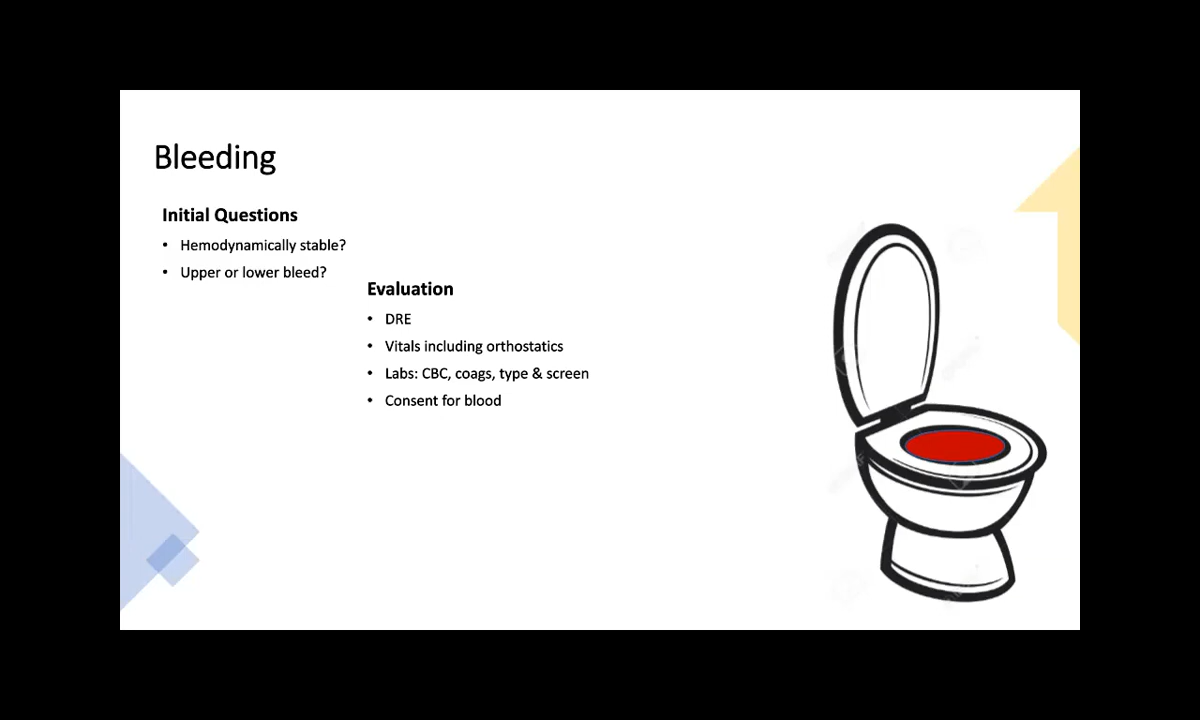 Bleeding
Initial Questions
• Hemodynamically stable?
• Upper or lower bleed?
Evaluation
• DRE
• Vitals including orthostatics
• Labs: CBC, coags, type & screen
• Consent for blood